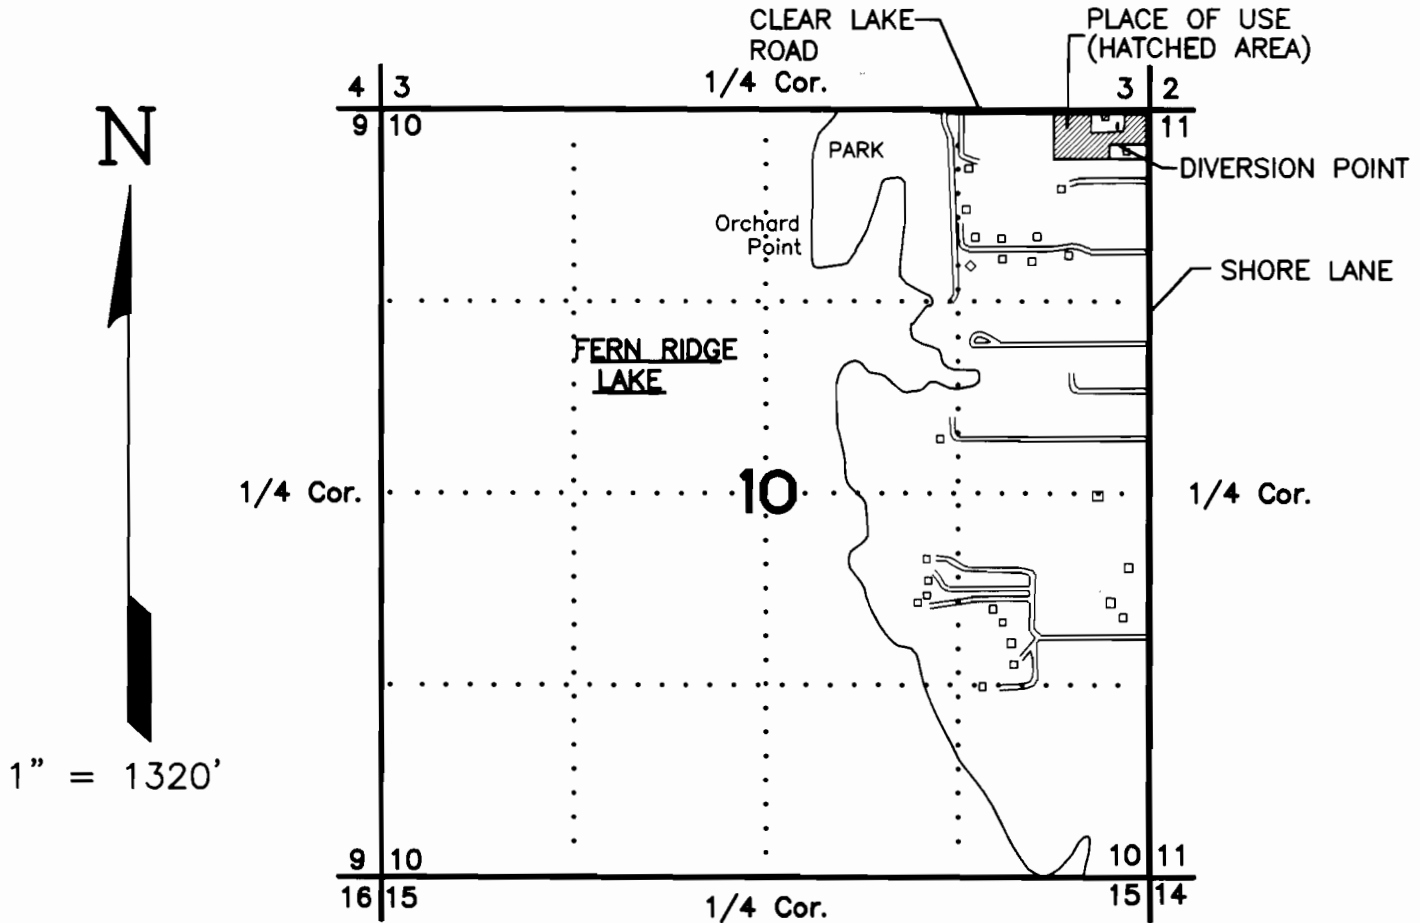 CLEAR LAKE
ROAD
PLACE OF USE
(HATCHED AREA)
4 3
1/4 Cor.
3 2
N
9 10
11
PARK
DIVERSION POINT
Orchard
Point
SHORE LANE
FERN RIDGE
LAKE
1/4 Cor.
10
1/4 Cor.
1" = 1320'
9 10
10 11
16 15
1/4 Cor.
15 14